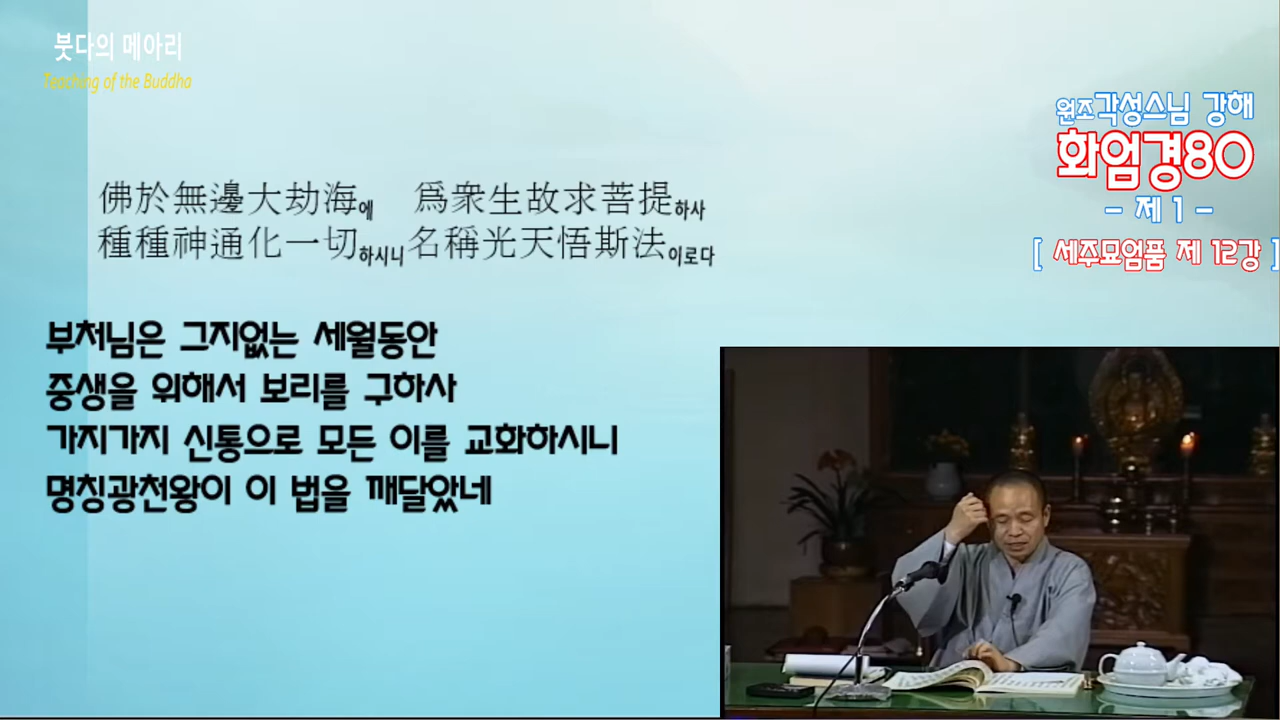 붓다의 메아리
Teaching of the Buddha
원조각성스님 강해
화엄경80
- 제 1 -
[ 세주묘엄품 제 12강 ]
佛於無邊大劫海에 爲衆生故求菩提하사
種種神通化一切하시니 名稱光天悟斯法이로다
부처님은 그지없는 세월동안
중생을 위해서 보리를 구하사
가지가지 신통으로 모든 이를 교화하시니
명칭광천왕이 이 법을 깨달았네